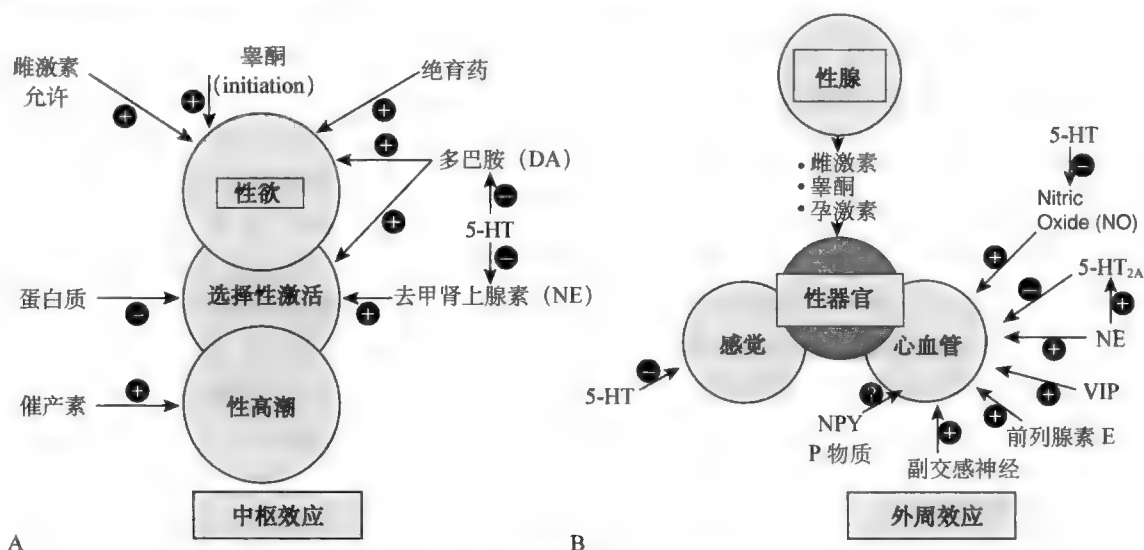 雌激素
允许
睾酮
(initiation)
绝育药
+
+
+
+
多巴胺（DA）
性欲
−
+
5-HT
−
蛋白质
选择性激活
去甲肾上腺素（NE）
−
+
+
催产素
性高潮
中枢效应
A
性腺
•雌激素
•睾酮
•孕激素
5-HT
−
Nitric
Oxide (NO)
+
5-HT2A
性器官
−
+
感觉
心血管
NE
+
−
5-HT
VIP
+
?
NPY
P 物质
+
前列腺素 E
+
副交感神经
外周效应
B